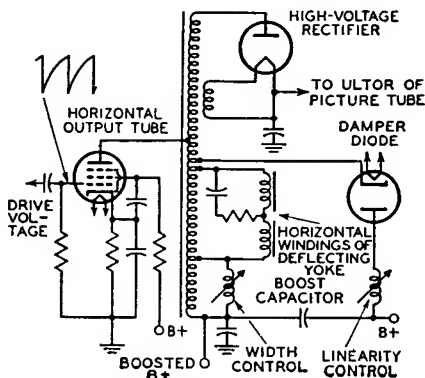 HIGH-VOLTAGE
RECTIFIER
TO ULTOR OF
PICTURE TUBE
HORIZONTAL
OUTPUT TUBE
DAMPER
DIODE
DRIVE
VOL-
TAGE
HORIZONTAL
WINDINGS OF
DEFLECTING
YOKE
BOOST
CAPACITOR
B+
B+
BOOSTED
B+
WIDTH
CONTROL
LINEARITY
CONTROL